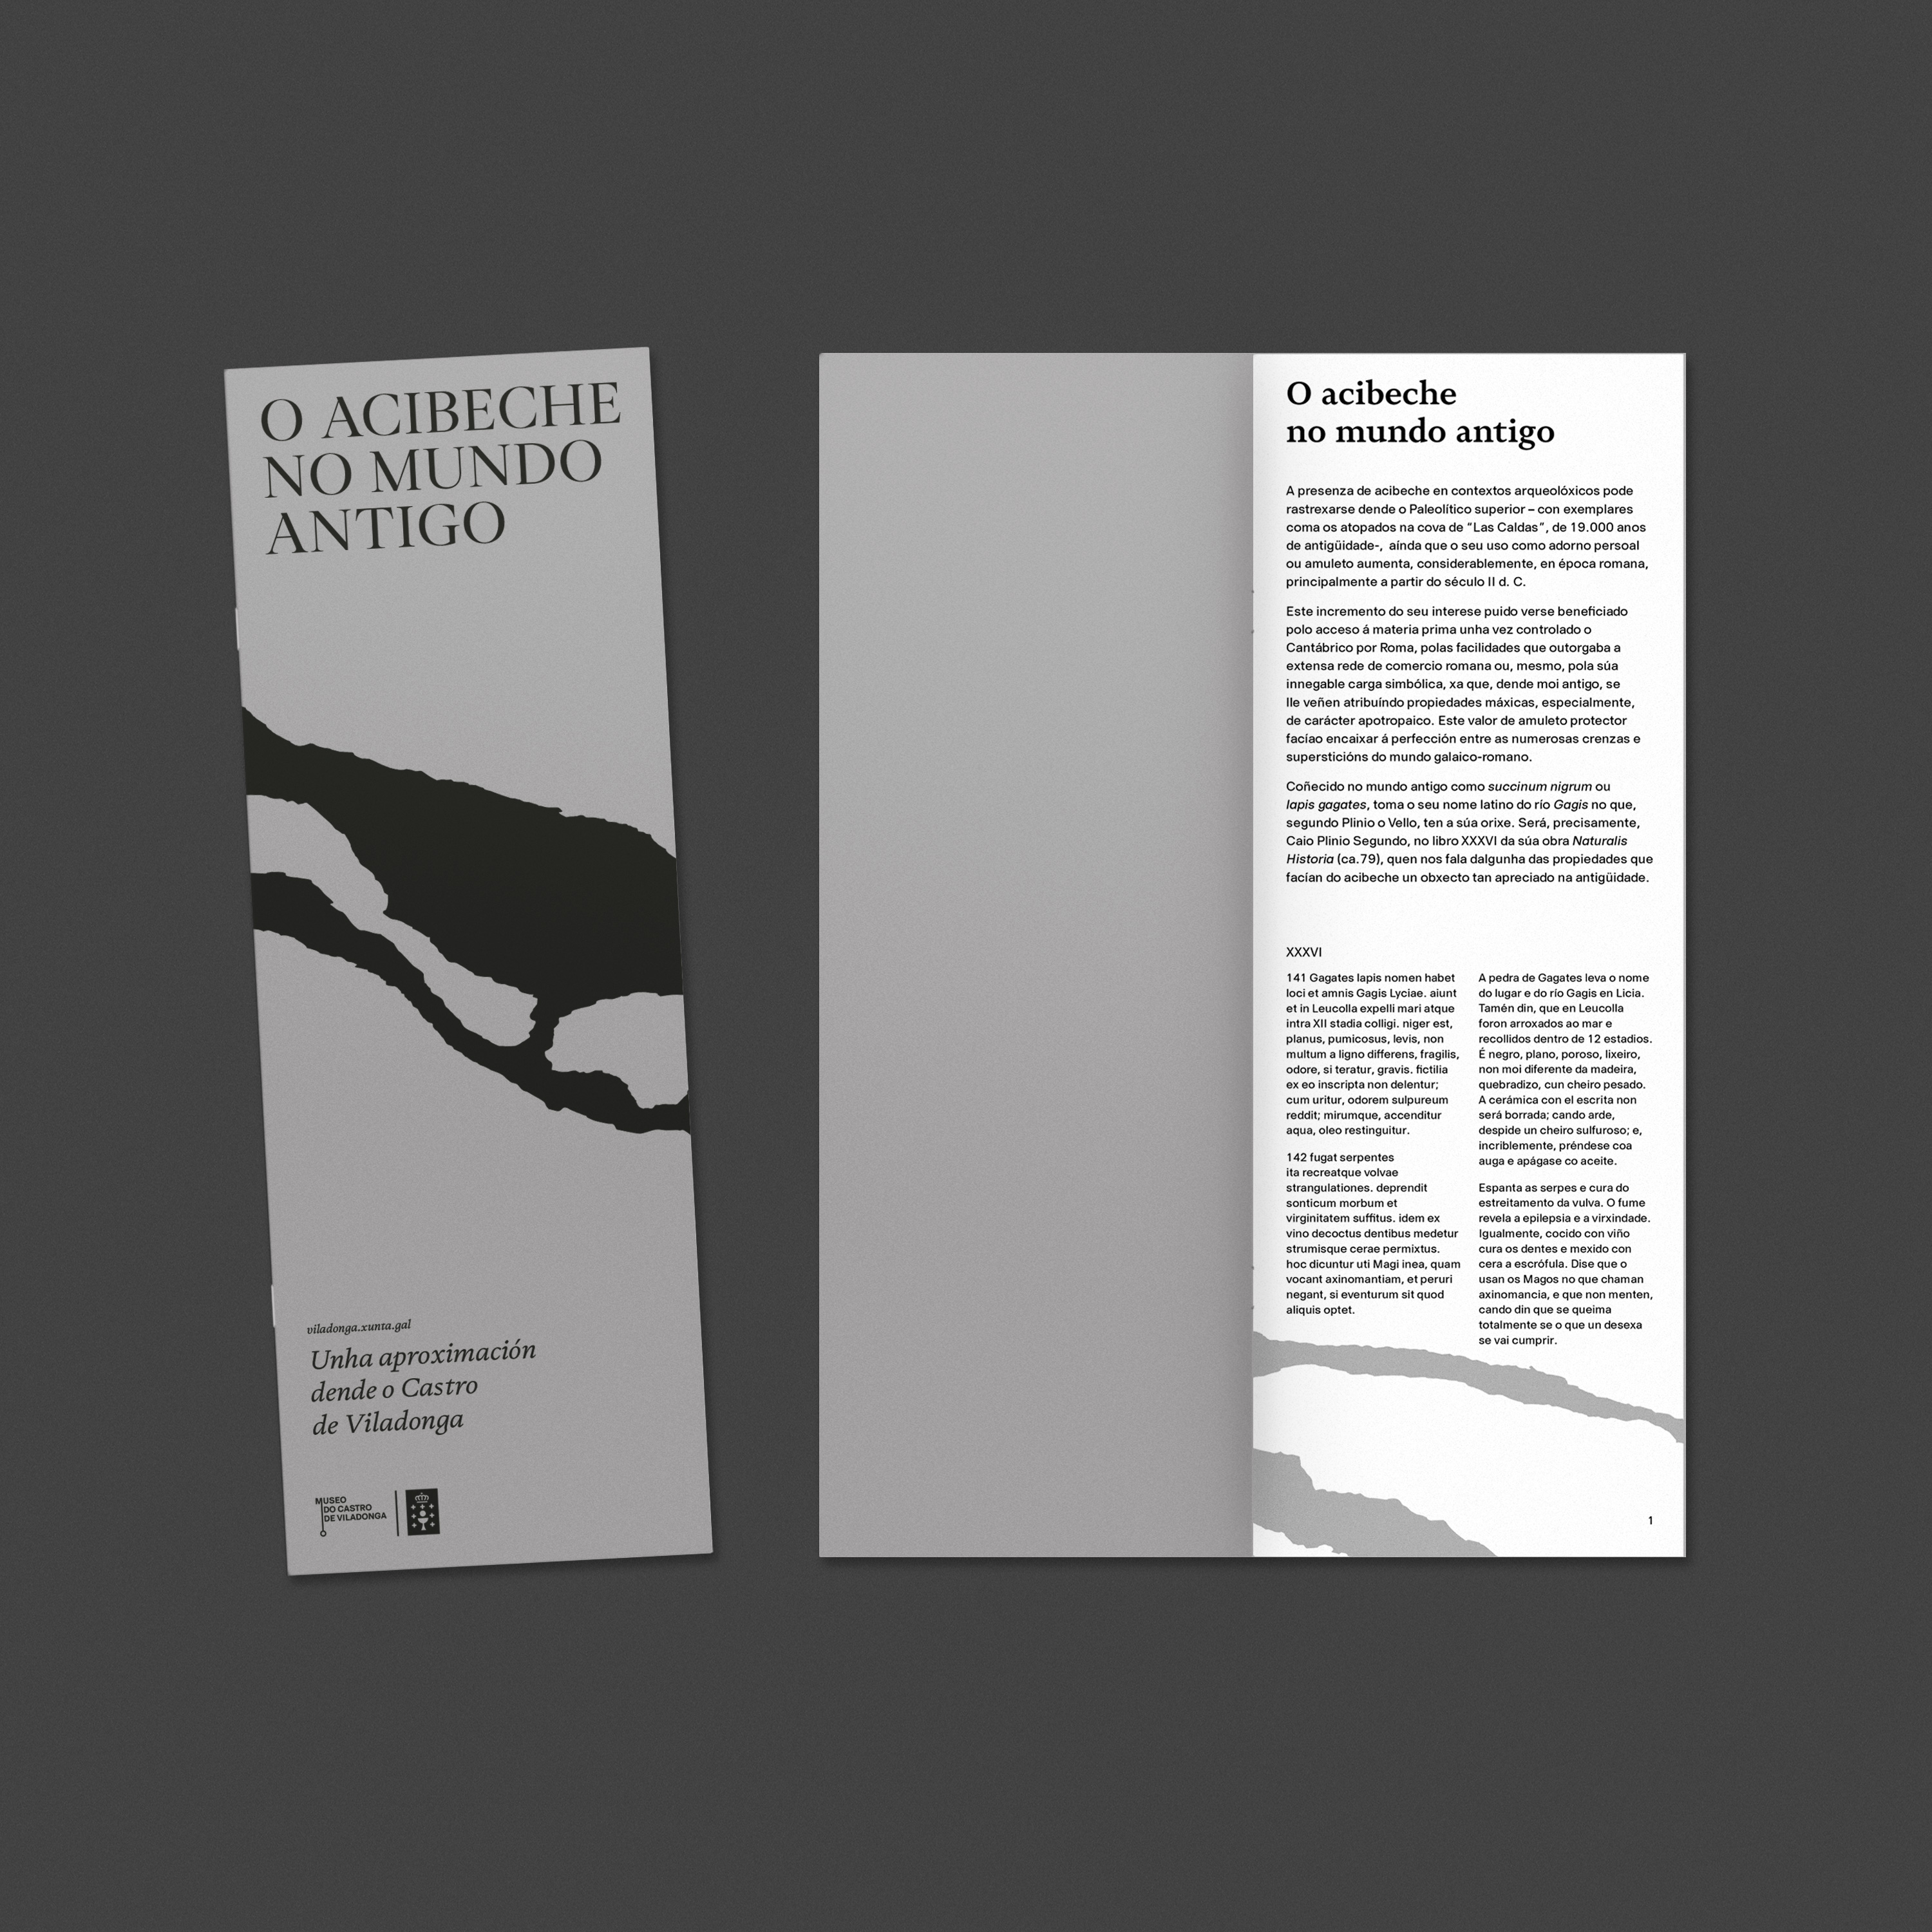 O ACIBECHE
NO MUNDO
ANTIGO
viladonga.xunta.gal
Unha aproximación
dende o Castro
de Viladonga
MUSEO
DO CASTRO
DE VILADONGA
O acibeche
no mundo antigo
A presenza de acibeche en contextos arqueolóxicos pode
rastrexarse dende o Paleolítico superior – con exemplares
coma os atopados na cova de “Las Caldas”, de 19.000 anos
de antigüidade-, aínda que o seu uso como adorno persoal
ou amuleto aumenta, considerablemente, en época romana,
principalmente a partir do século II d. C.
Este incremento do seu interese puido verse beneficiado
polo acceso á materia prima unha vez controlado o
Cantábrico por Roma, polas facilidades que outorgaba a
extensa rede de comercio romana ou, mesmo, pola súa
innegable carga simbólica, xa que, dende moi antigo, se
lle veñen atribuíndo propiedades máxicas, especialmente,
de carácter apotropaico. Este valor de amuleto protector
facíao encaixar á perfección entre as numerosas crenzas e
supersticións do mundo galaico-romano.
Coñecido no mundo antigo como succinum nigrum ou
lapis gagates, toma o seu nome latino do río Gagis no que,
segundo Plinio o Vello, ten a súa orixe. Será, precisamente,
Caio Plinio Segundo, no libro XXXVI da súa obra Naturalis
Historia (ca.79), quen nos fala dalgunha das propiedades que
facían do acibeche un obxecto tan apreciado na antigüidade.
XXXVI
141 Gagates lapis nomen habet
loci et amnis Gagis Lyciae. aiunt
et in Leucolla expelli mari atque
intra XII stadia colligi. niger est,
planus, pumicosus, levis, non
multum a ligno differens, fragilis,
odore, si teratur, gravis. fictilia
ex eo inscripta non delentur;
cum uritur, odorem sulpureum
reddit; mirumque, accenditur
aqua, oleo restinguitur.
142 fugat serpentes
ita recreatque volvae
strangulationes. deprendit
sonticum morbum et
virginitatem suffitus. idem ex
vino decoctus dentibus medetur
strumisque cerae permixtus.
hoc dicuntur uti Magi inea, quam
vocant axinomantiam, et peruri
negant, si eventurum sit quod
aliquis optet.
A pedra de Gagates leva o nome
do lugar e do río Gagis en Licia.
Tamén din, que en Leucolla
foron arroxados ao mar e
recollidos dentro de 12 estadios.
É negro, plano, poroso, lixeiro,
non moi diferente da madeira,
quebradizo, cun cheiro pesado.
A cerámica con el escrita non
será borrada; cando arde,
despide un cheiro sulfuroso; e,
incriblemente, préndese coa
auga e apágase co aceite.
Espanta as serpes e cura do
estreitamento da vulva. O fume
revela a epilepsia e a virxindade.
Igualmente, cocido con viño
cura os dentes e mexido con
cera a escrófula. Dise que o
usan os Magos no que chaman
axinomancia, e que non menten,
cando din que se queima
totalmente se o que un desexa
se vai cumprir.
1